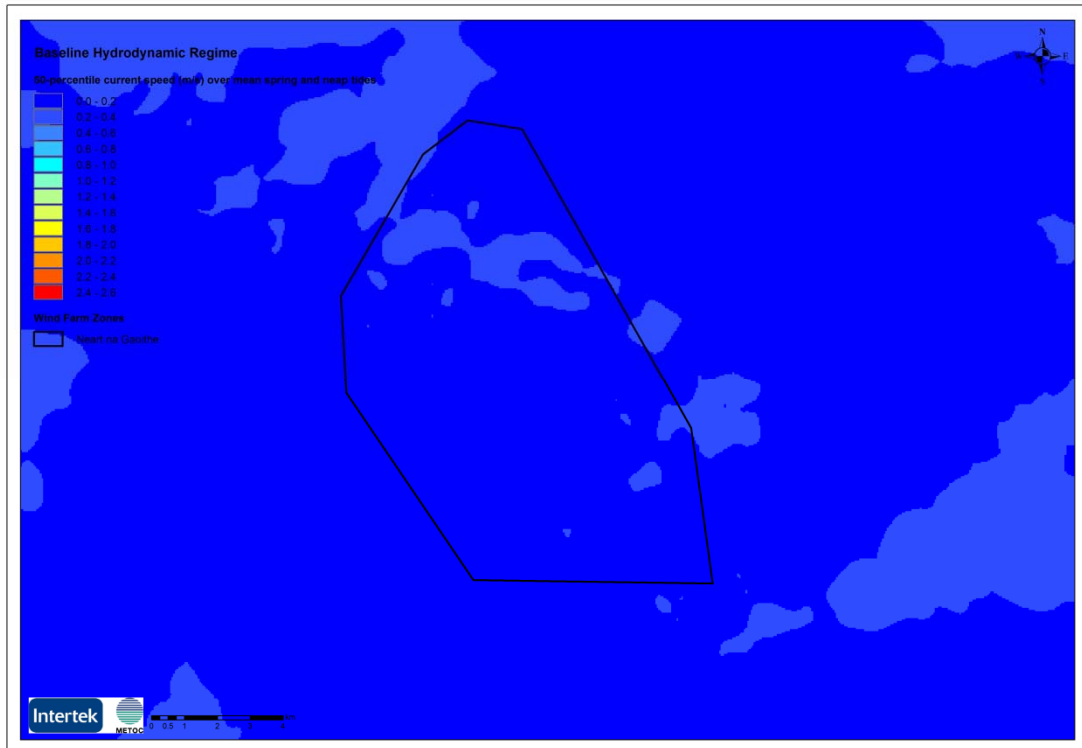 Baseline Hydrodynamic Regime
50-percentile current speed (m/s) over mean spring and neap tides
0.0 - 0.2
0.2 - 0.4
0.4 - 0.6
0.6 - 0.8
0.8 - 1.0
1.0 - 1.2
1.2 - 1.4
1.4 - 1.6
1.6 - 1.8
1.8 - 2.0
2.0 - 2.2
2.2 - 2.4
2.4 - 2.6
Wind Farm Zones
Neart na Gaoithe
N
W E
S
Intertek
METOC
0 0.5 1 2 3 4
km